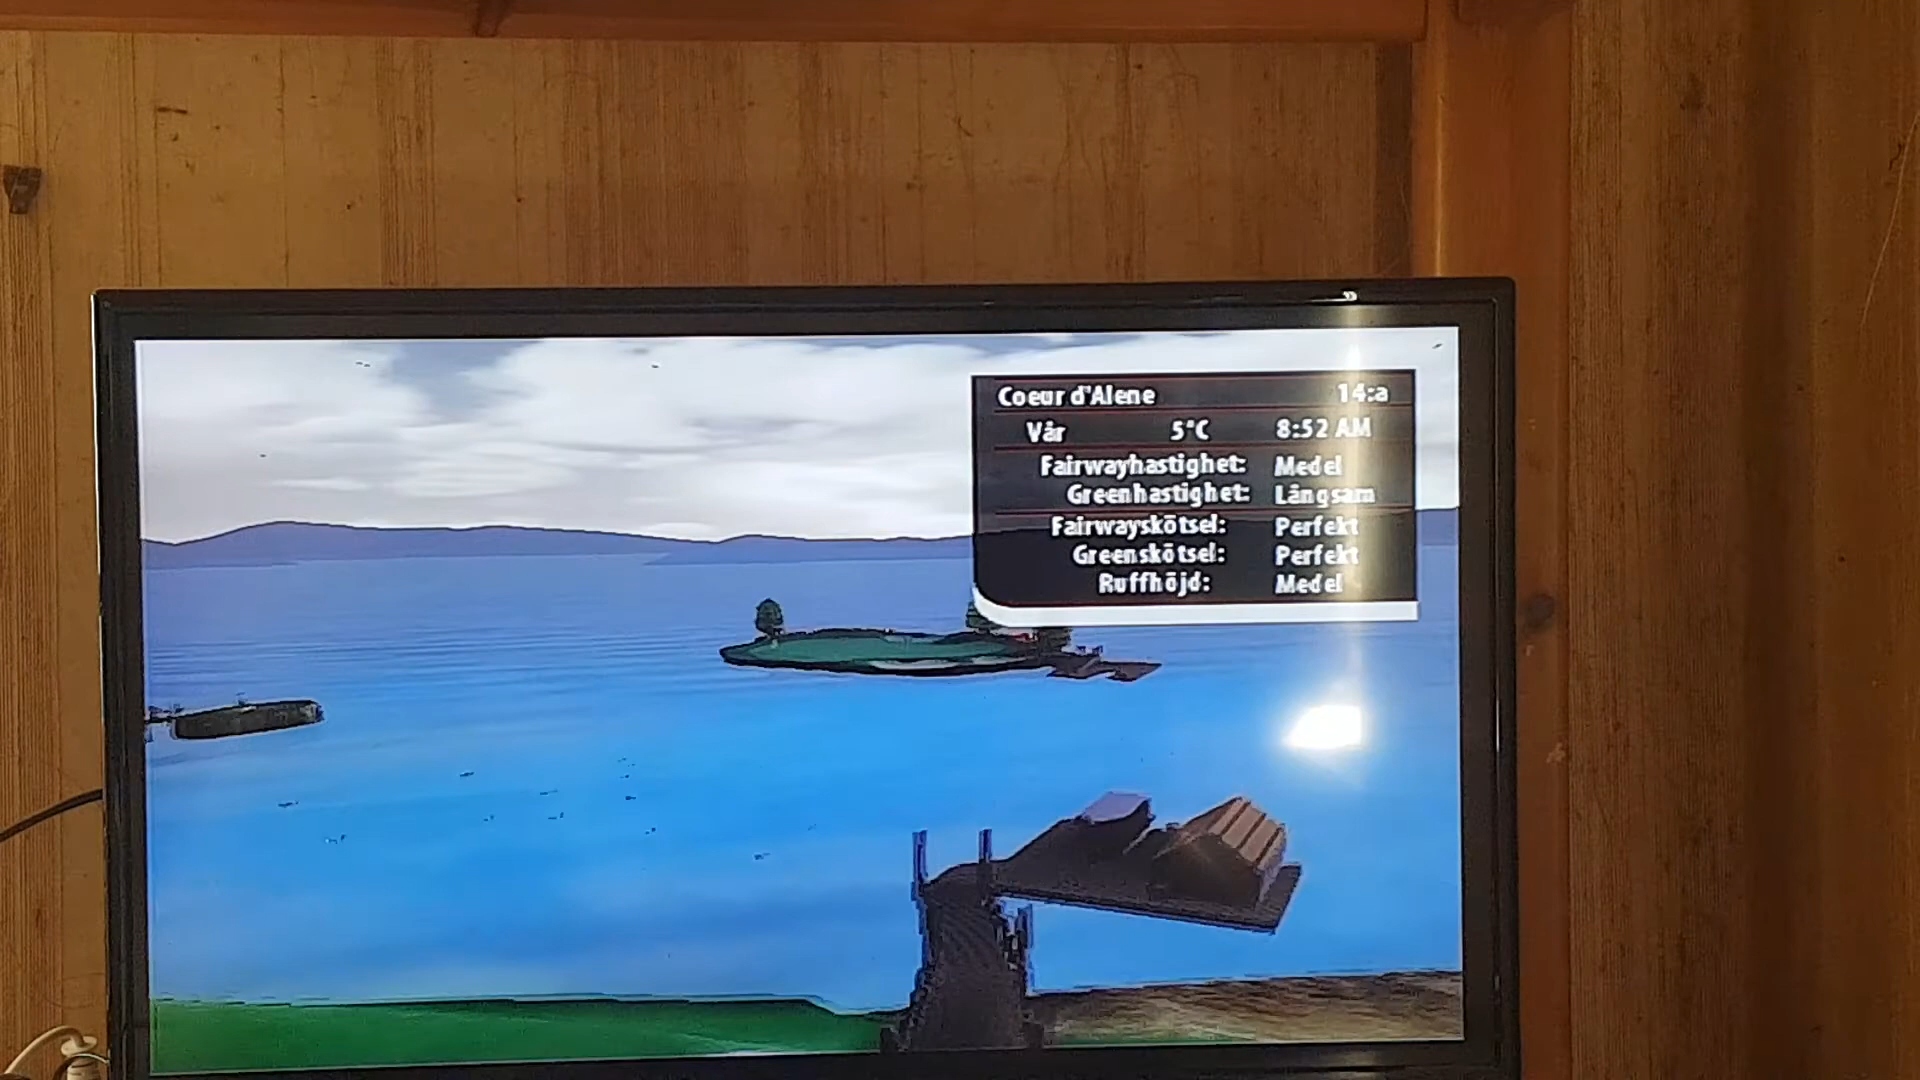 Coeur d'Alene 14:a
Vår 5°C 8:52 AM
Fairwayhastighet: Medel
Greenhastighet: Långsam
Fairwayskötsel: Perfekt
Greenskötsel: Perfekt
Ruffhöjd: Medel